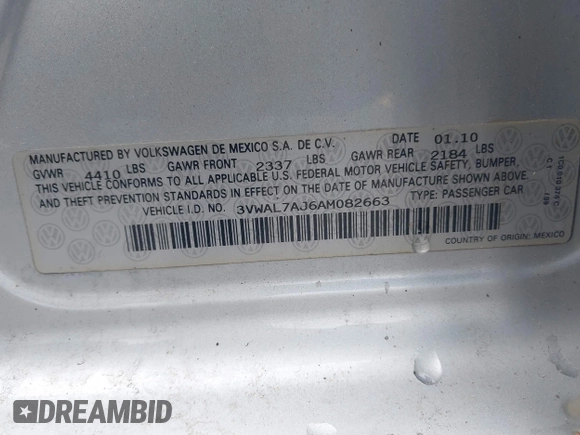 MANUFACTURED BY VOLKSWAGEN DE MEXICO S.A. DE C.V. DATE 01.10
GVWR 4410 LBS GAWR FRONT 2337 LBS GAWR REAR 2184 LBS
THIS VEHICLE CONFORMS TO ALL APPLICABLE U.S. FEDERAL MOTOR VEHICLE SAFETY, BUMPER,
AND THEFT PREVENTION STANDARDS IN EFFECT ON THE DATE OF MANUFACTURE SHOWN ABOVE.
VEHICLE I.D. NO. 3VWAL7AJ6AM082663 TYPE: PASSENGER CAR
COUNTRY OF ORIGIN: MEXICO
DREAMBID